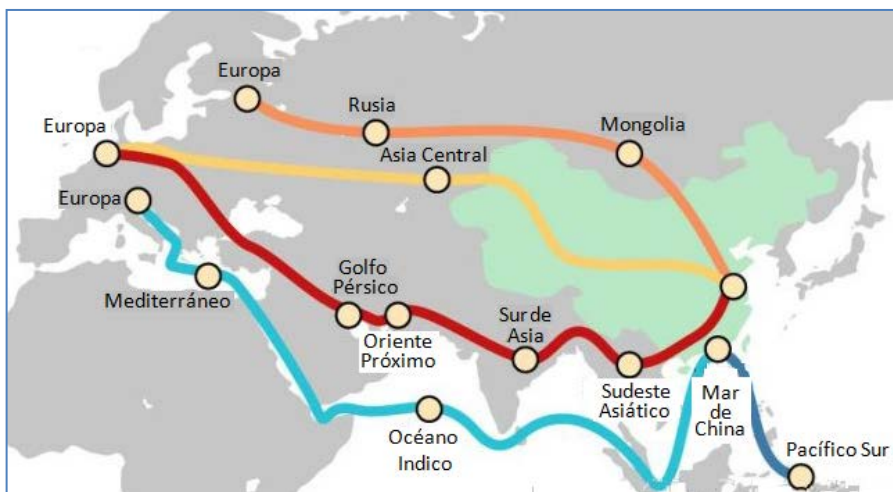 Europa
Rusia
Mongolia
Europa
Asia Central
Europa
Golfo
Pérsico
Mediterráneo
Oriente
Próximo
Sur de
Asia
Sudeste
Asiático
Mar
de
China
Océano
Indico
Pacífico Sur